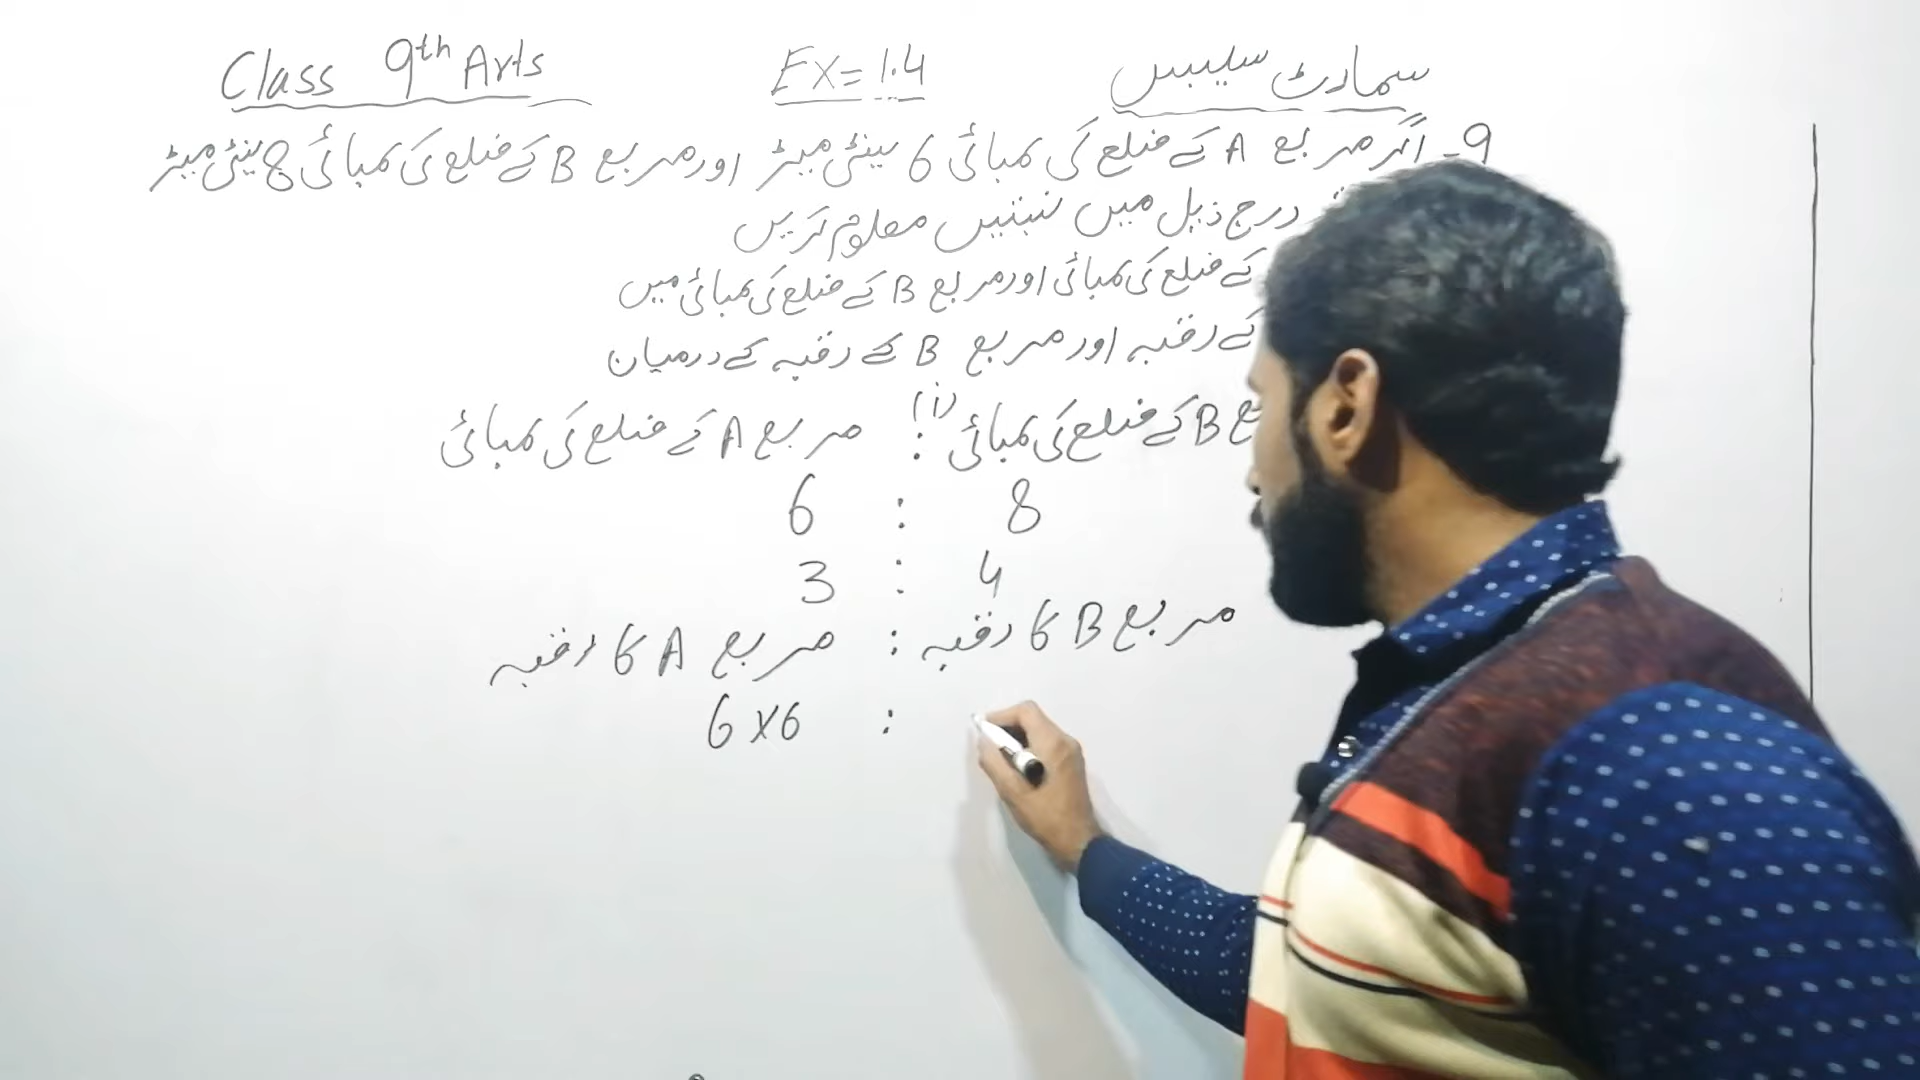 Class 9th Arts Ex = 1.4 سمارٹ سلیبس
9- اگر مربع A کے ضلع کی لمبائی 6 سینٹی میٹر اور مربع B کے ضلع کی لمبائی 8 سینٹی میٹر
درج ذیل میں نسبتیں معلوم کریں
کے ضلع کی لمبائی اور مربع B کے ضلع کی لمبائی میں
کے رقبہ اور مربع B کے رقبہ کے درمیان
(i)
مربع A کے ضلع کی لمبائی : B کے ضلع کی لمبائی
6 : 8
3 : 4
مربع A کا رقبہ : مربع B کا رقبہ
6 x 6 :